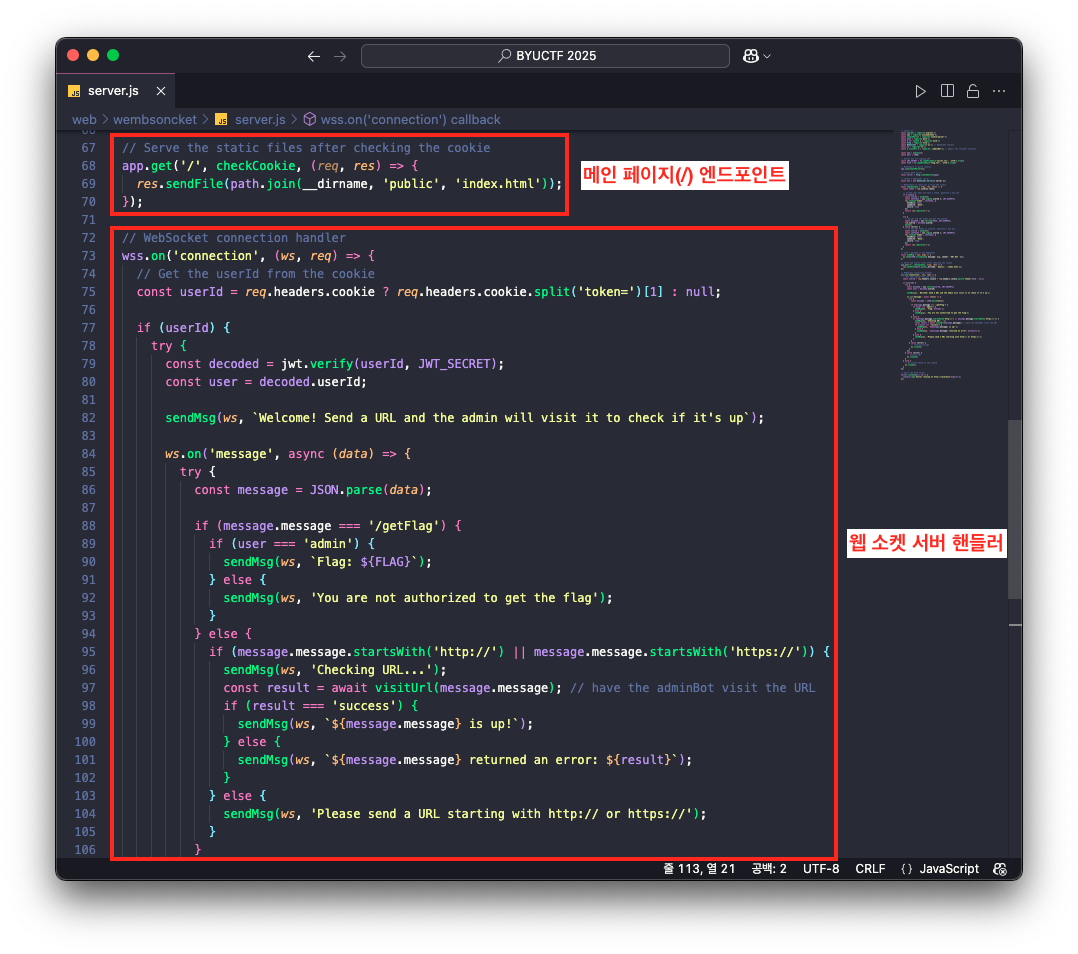 BYUCTF 2025
JS server.js
web > wembsoncket > JS server.js > wss.on('connection') callback
66
67 // Serve the static files after checking the cookie
68 app.get('/', checkCookie, (req, res) => {
69 res.sendFile(path.join(__dirname, 'public', 'index.html'));
70 });
메인 페이지(/) 엔드포인트
71
72 // WebSocket connection handler
73 wss.on('connection', (ws, req) => {
74 // Get the userId from the cookie
75 const userId = req.headers.cookie ? req.headers.cookie.split('token=')[1] : null;
76
77 if (userId) {
78 try {
79 const decoded = jwt.verify(userId, JWT_SECRET);
80 const user = decoded.userId;
81
82 sendMsg(ws, `Welcome! Send a URL and the admin will visit it to check if it's up`);
83
84 ws.on('message', async (data) => {
85 try {
86 const message = JSON.parse(data);
87
88 if (message.message === '/getFlag') {
89 if (user === 'admin') {
90 sendMsg(ws, `Flag: ${FLAG}`);
91 } else {
92 sendMsg(ws, 'You are not authorized to get the flag');
93 }
94 } else {
95 if (message.message.startsWith('http://') || message.message.startsWith('https://')) {
96 sendMsg(ws, 'Checking URL...');
97 const result = await visitUrl(message.message); // have the adminBot visit the URL
98 if (result === 'success') {
99 sendMsg(ws, `${message.message} is up!`);
100 } else {
101 sendMsg(ws, `${message.message} returned an error: ${result}`);
102 }
103 } else {
104 sendMsg(ws, 'Please send a URL starting with http:// or https://');
105 }
106 }
웹 소켓 서버 핸들러
줄 113, 열 21 공백: 2 UTF-8 CRLF {} JavaScript